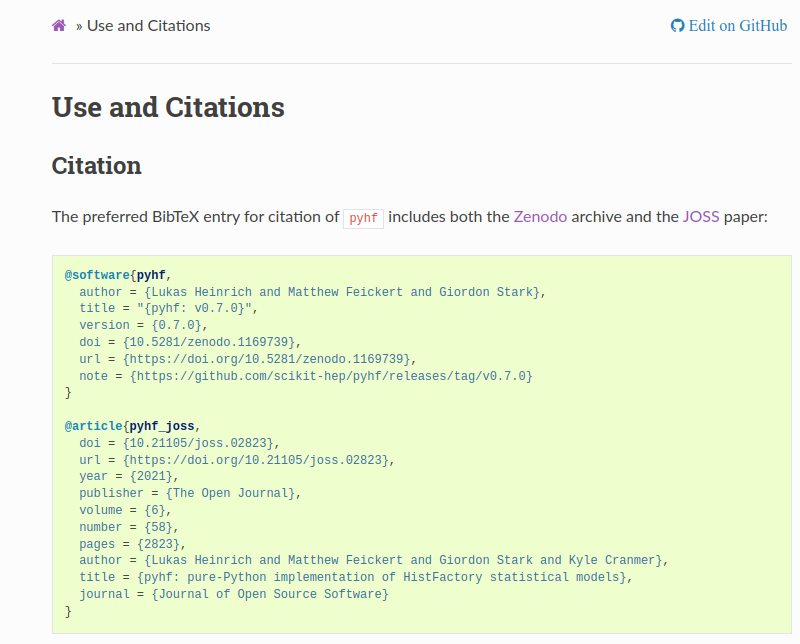 » Use and Citations
Edit on GitHub
Use and Citations
Citation
The preferred BibTeX entry for citation of pyhf includes both the Zenodo archive and the JOSS paper:
@software{pyhf,
  author = {Lukas Heinrich and Matthew Feickert and Giordon Stark},
  title = "{pyhf: v0.7.0}",
  version = {0.7.0},
  doi = {10.5281/zenodo.1169739},
  url = {https://doi.org/10.5281/zenodo.1169739},
  note = {https://github.com/scikit-hep/pyhf/releases/tag/v0.7.0}
}
@article{pyhf_joss,
  doi = {10.21105/joss.02823},
  url = {https://doi.org/10.21105/joss.02823},
  year = {2021},
  publisher = {The Open Journal},
  volume = {6},
  number = {58},
  pages = {2823},
  author = {Lukas Heinrich and Matthew Feickert and Giordon Stark and Kyle Cranmer},
  title = {pyhf: pure-Python implementation of HistFactory statistical models},
  journal = {Journal of Open Source Software}
}